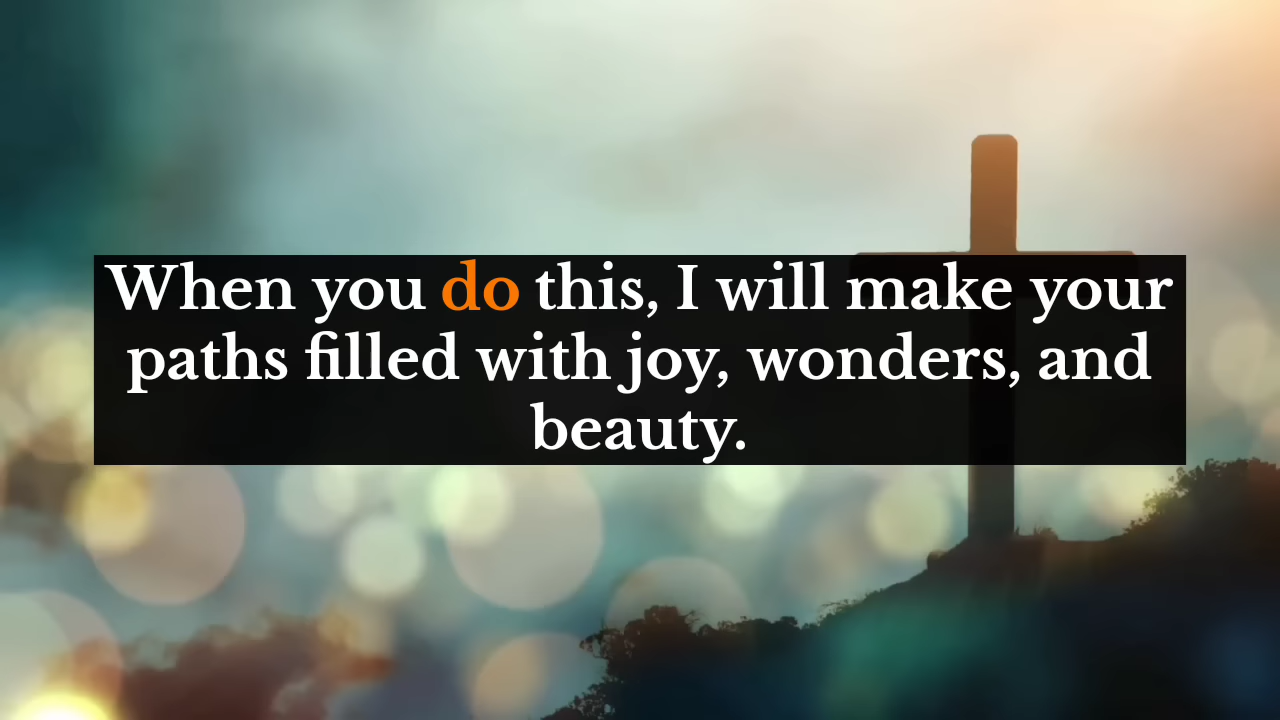 When you do this, I will make your
paths filled with joy, wonders, and
beauty.